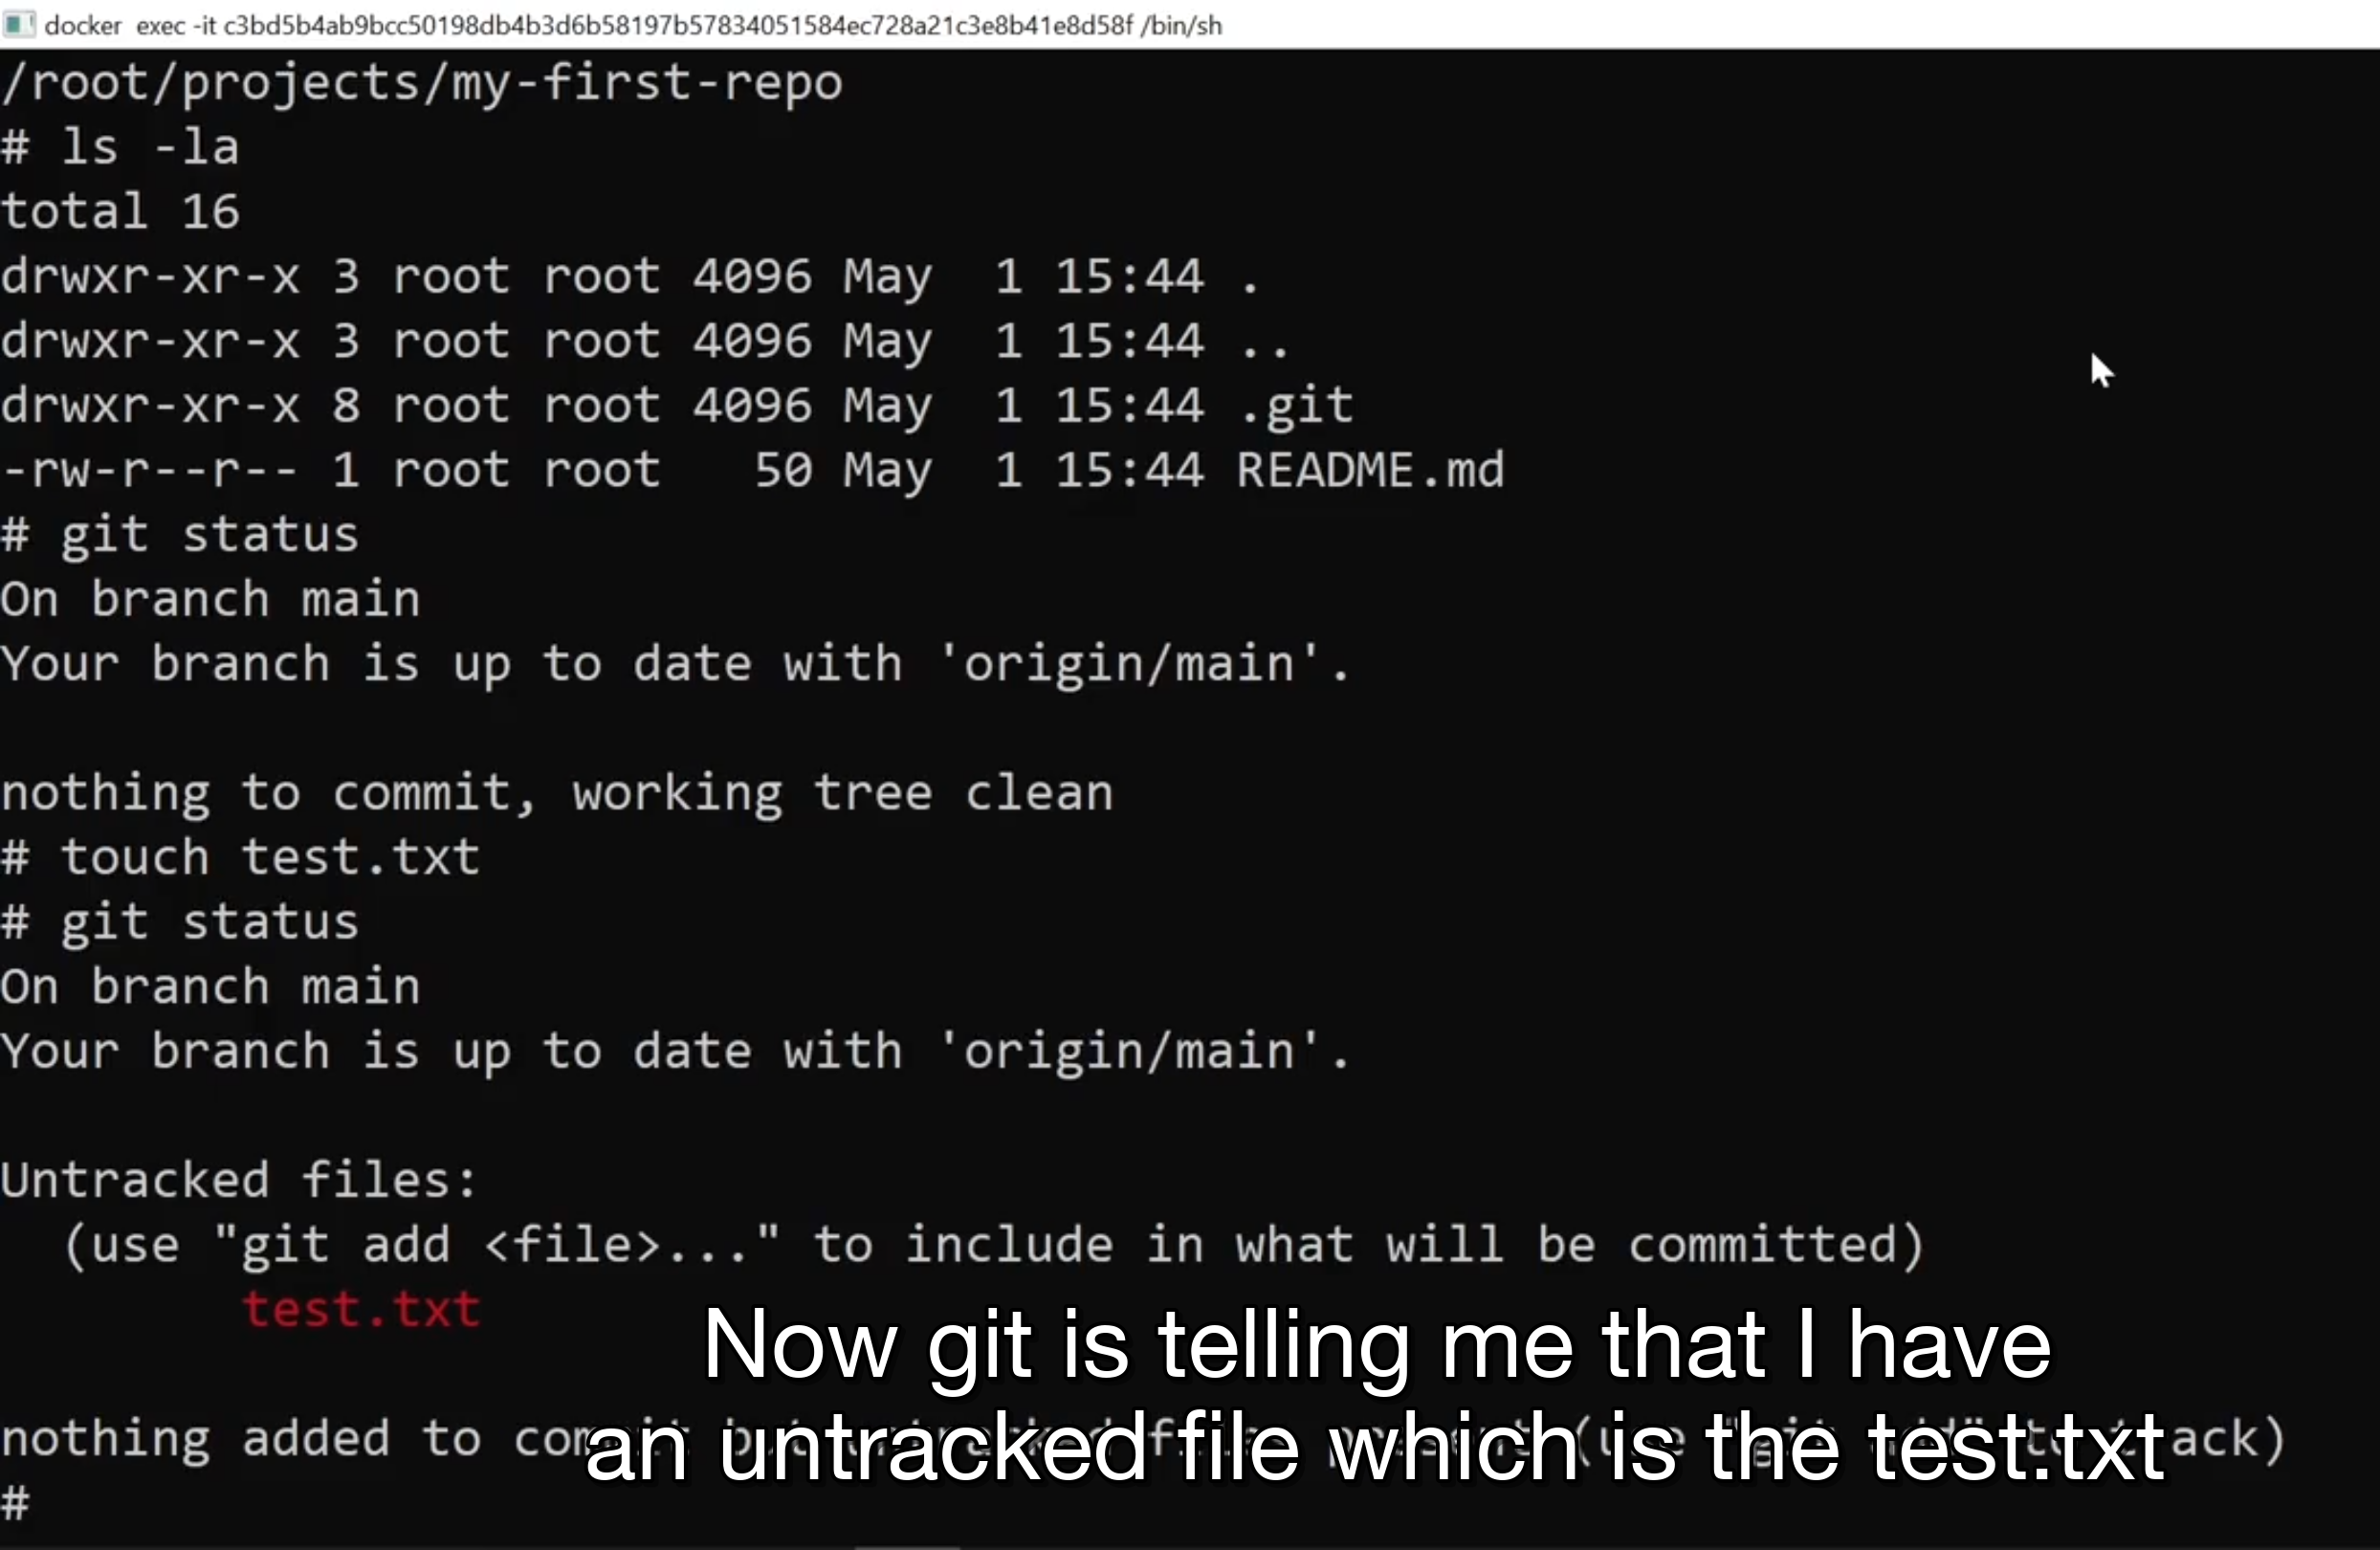 docker exec -it c3bd5b4ab9bcc50198db4b3d6b58197b57834051584ec728a21c3e8b41e8d58f /bin/sh
/root/projects/my-first-repo
# ls -la
total 16
drwxr-xr-x 3 root root 4096 May  1 15:44 .
drwxr-xr-x 3 root root 4096 May  1 15:44 ..
drwxr-xr-x 8 root root 4096 May  1 15:44 .git
-rw-r--r-- 1 root root   50 May  1 15:44 README.md
# git status
On branch main
Your branch is up to date with 'origin/main'.
nothing to commit, working tree clean
# touch test.txt
# git status
On branch main
Your branch is up to date with 'origin/main'.
Untracked files:
  (use "git add <file>..." to include in what will be committed)
        test.txt
Now git is telling me that I have
an untracked file which is the test.txt
nothing added to
#